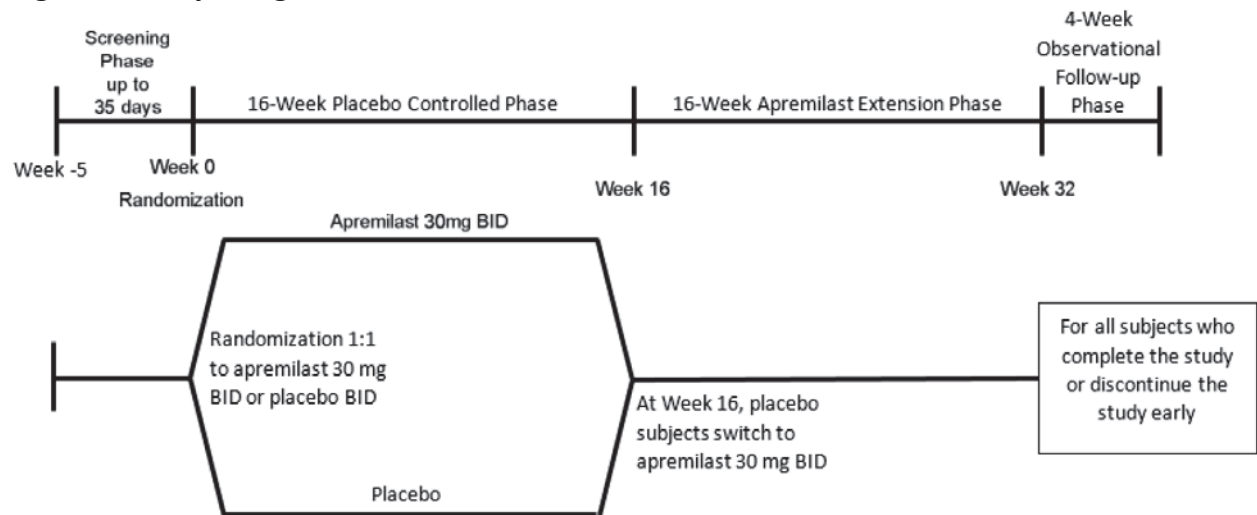 Screening
Phase
up to
35 days
16-Week Placebo Controlled Phase
16-Week Apremilast Extension Phase
4-Week
Observational
Follow-up
Phase
Week -5
Week 0
Randomization
Week 16
Week 32
Apremilast 30mg BID
Randomization 1:1
to apremilast 30 mg
BID or placebo BID
At Week 16, placebo
subjects switch to
apremilast 30 mg BID
For all subjects who
complete the study
or discontinue the
study early
Placebo